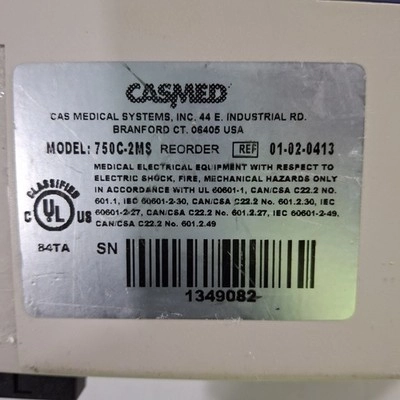 CASMED
CAS MEDICAL SYSTEMS, INC. 44 E. INDUSTRIAL RD.
BRANFORD CT. 06405 USA
MODEL: 750C-2MS REORDER REF 01-02-0413
MEDICAL ELECTRICAL EQUIPMENT WITH RESPECT TO
ELECTRIC SHOCK, FIRE, MECHANICAL HAZARDS ONLY
IN ACCORDANCE WITH UL 60601-1, CAN/CSA C22.2 NO.
601.1, IEC 60601-2-30, CAN/CSA C22.2 No. 601.2.30, IEC
60601-2-27, CAN/CSA C22.2 No. 601.2.27, IEC 60601-2-49,
CAN/CSA C22.2 No. 601.2.49
CLASSIFIED
C UL US
84TA
SN
1349082